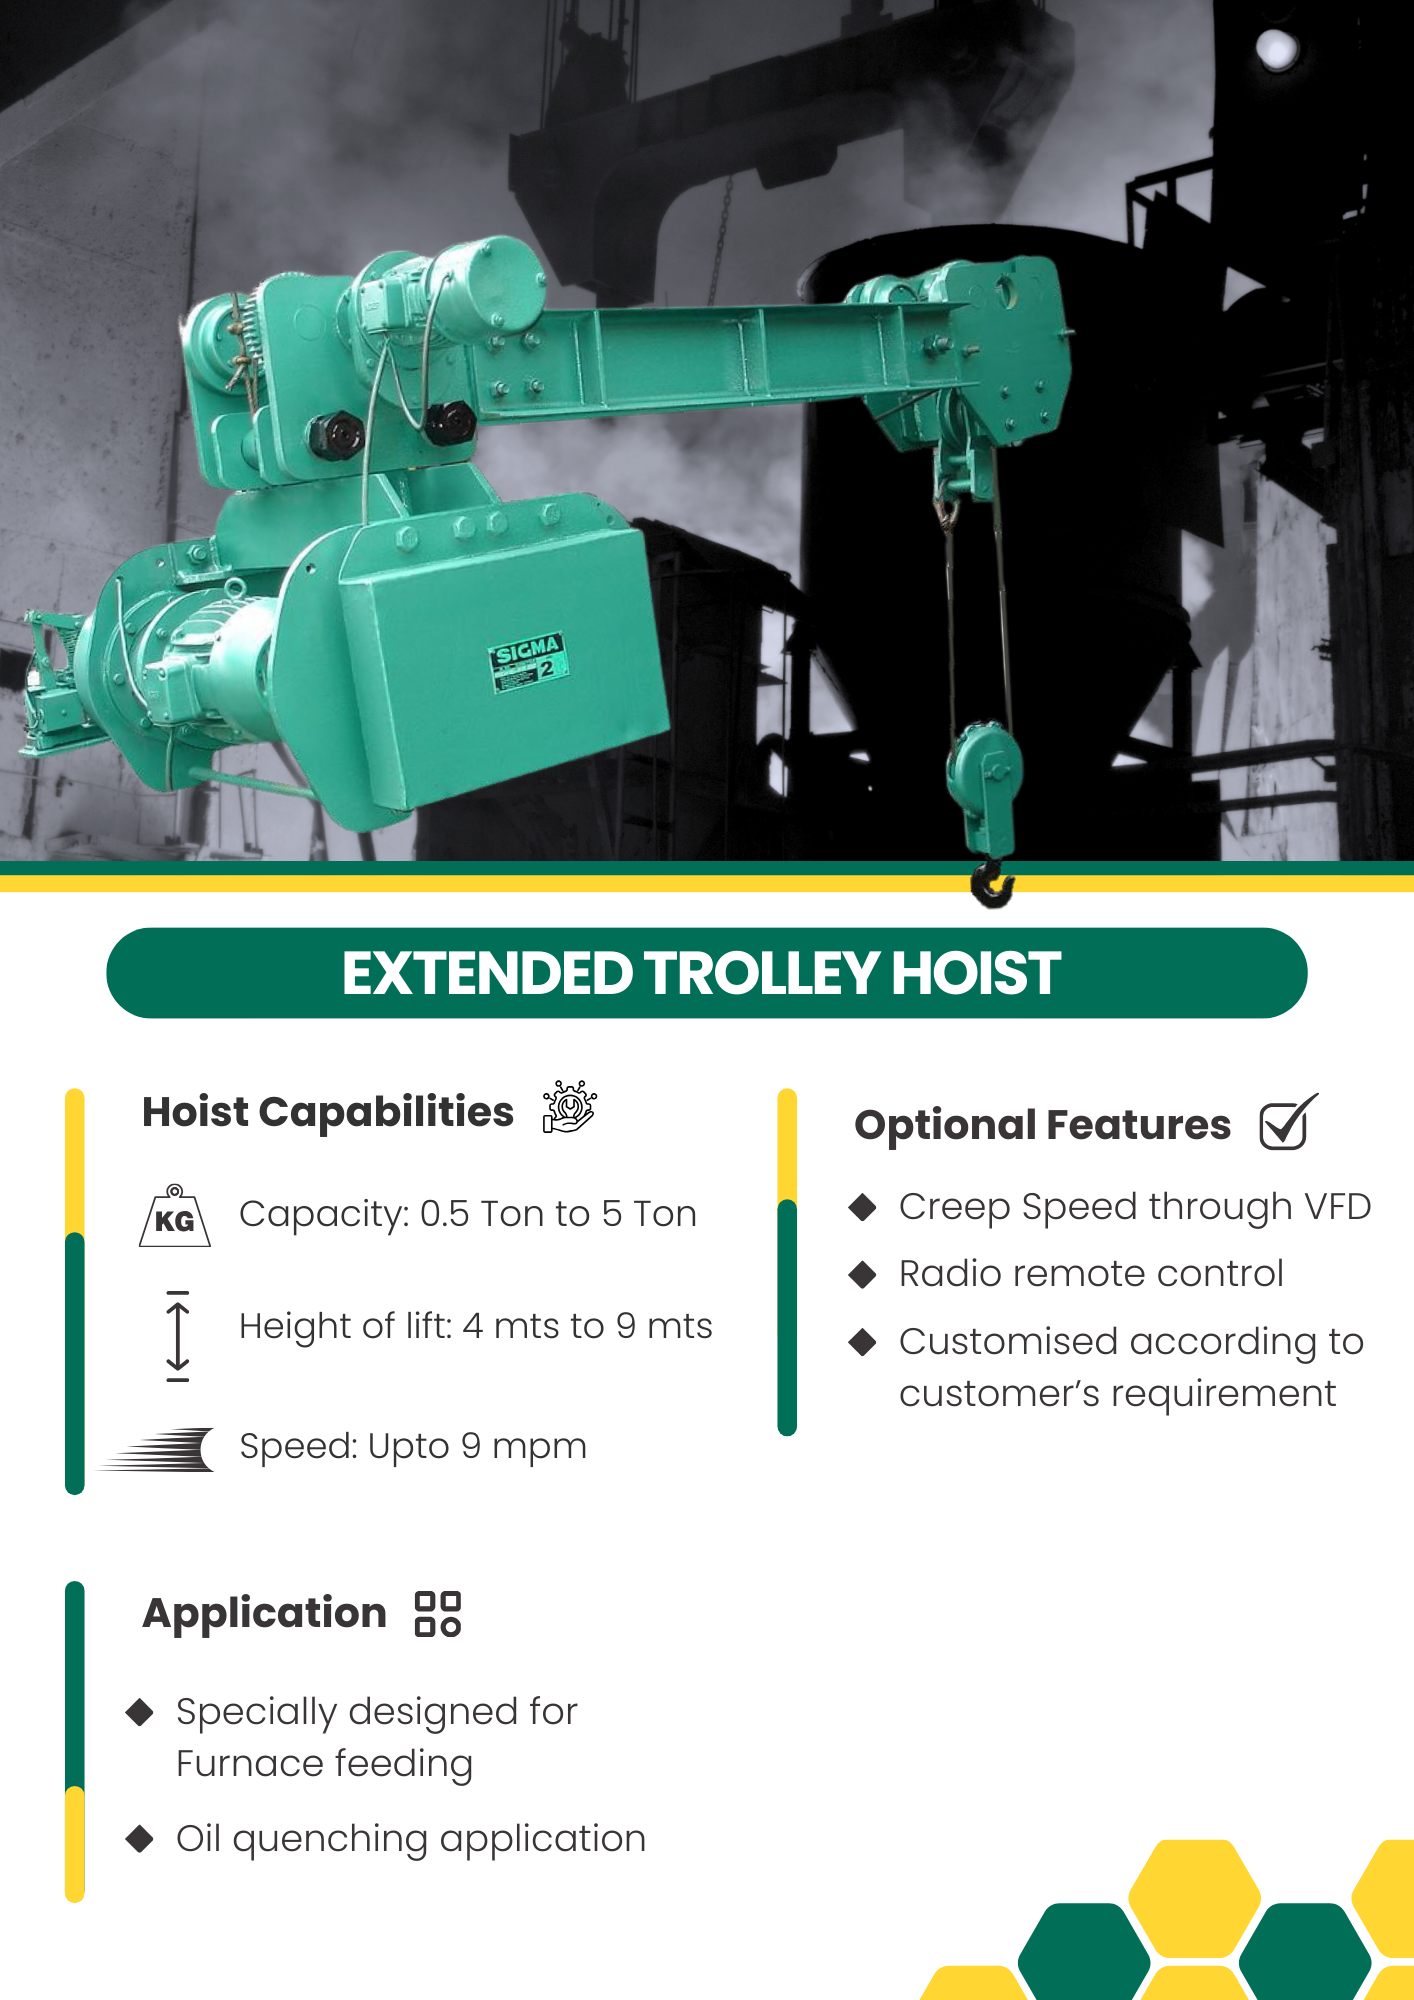 SIGMA
2
EXTENDED TROLLEY HOIST
Hoist Capabilities
KG
Capacity: 0.5 Ton to 5 Ton
Height of lift: 4 mts to 9 mts
Speed: Upto 9 mpm
Optional Features
Creep Speed through VFD
Radio remote control
Customised according to
customer’s requirement
Application
Specially designed for
Furnace feeding
Oil quenching application